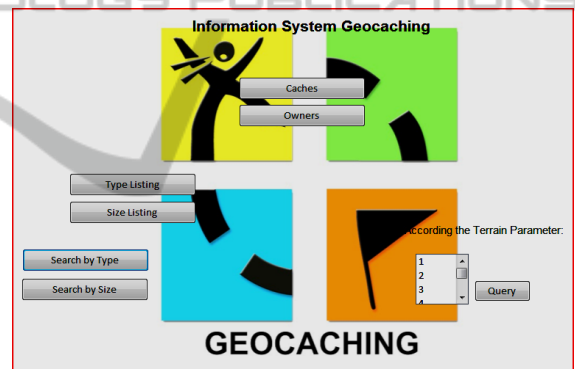 Information System Geocaching
Caches
Owners
Type Listing
Size Listing
According the Terrain Parameter:
Search by Type
Search by Size
1
2
3
4
Query
GEOCACHING